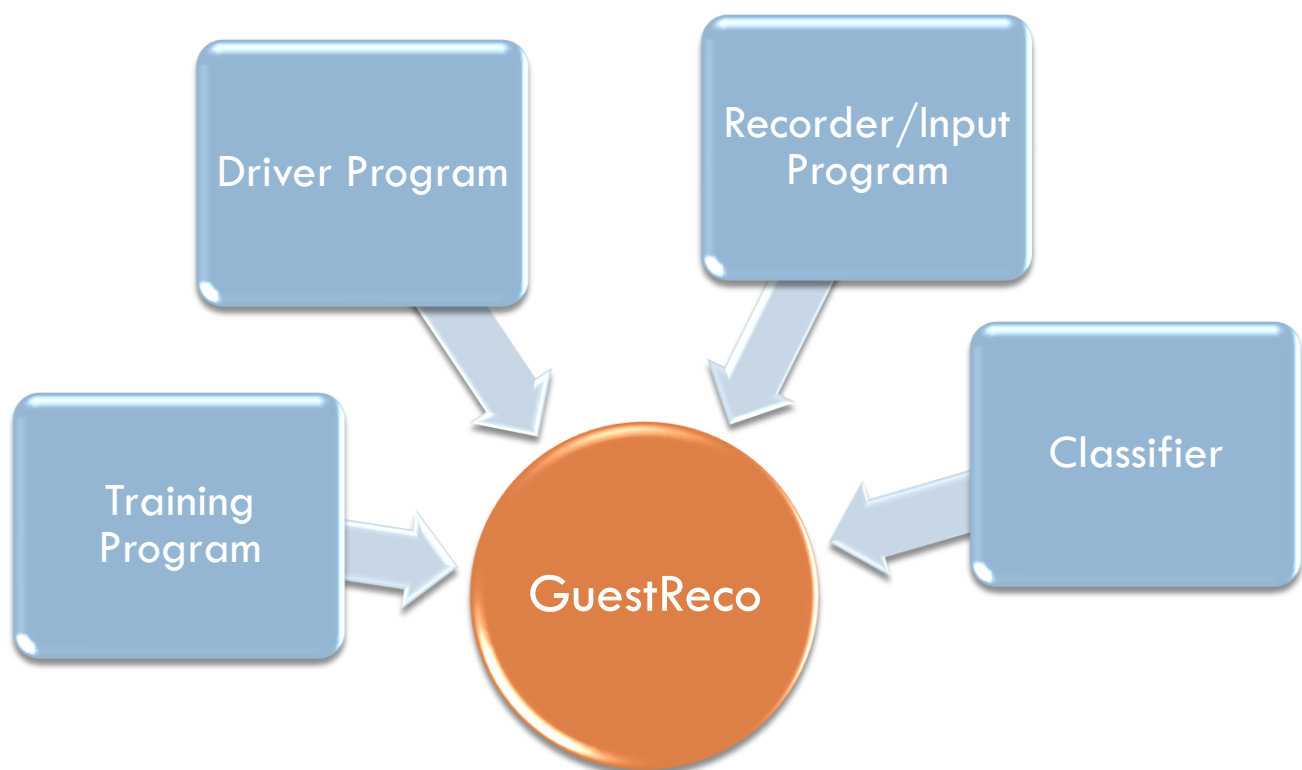 Driver Program
Recorder/Input
Program
Training
Program
Classifier
GuestReco